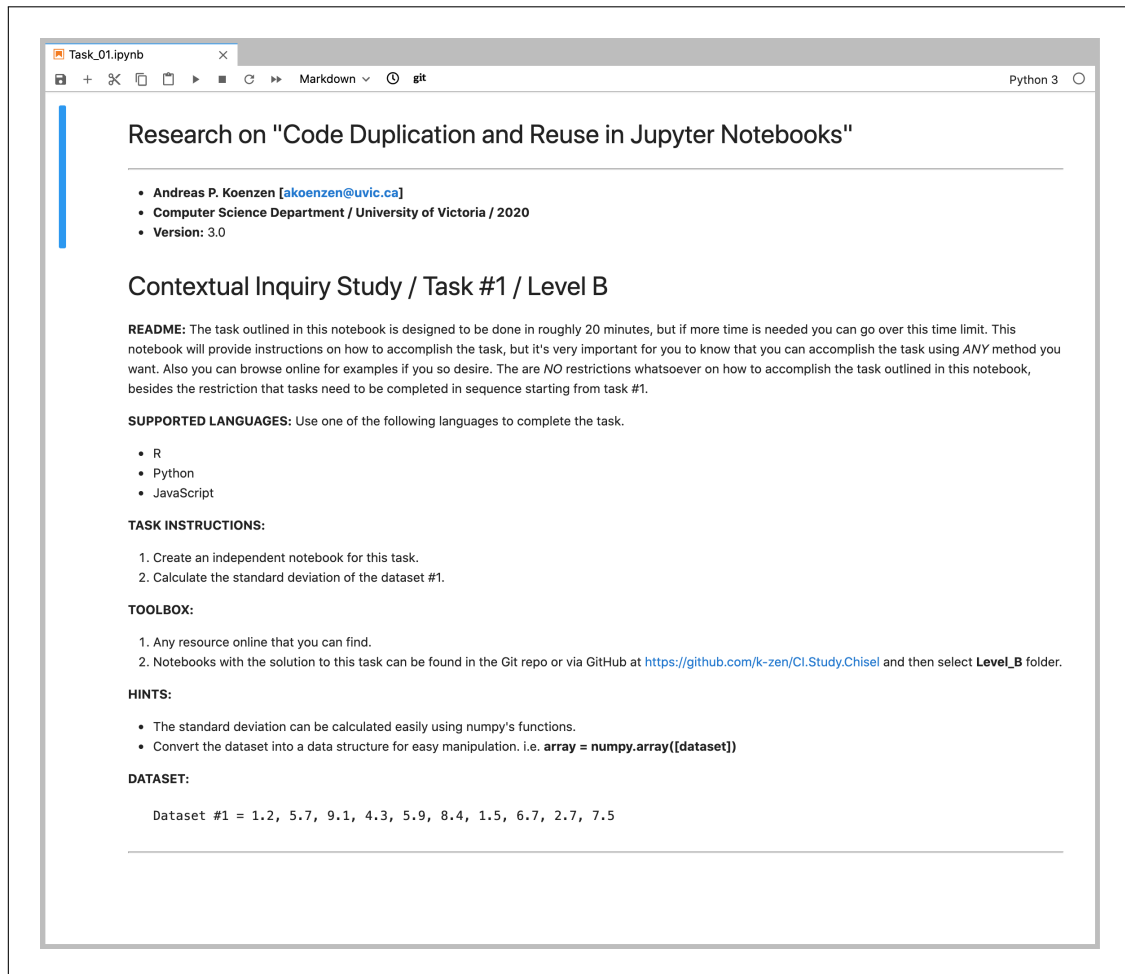 Task_01.ipynb
Markdown
git
Python 3
Research on "Code Duplication and Reuse in Jupyter Notebooks"
• Andreas P. Koenzen [akoenzen@uvic.ca]
• Computer Science Department / University of Victoria / 2020
• Version: 3.0
Contextual Inquiry Study / Task #1 / Level B
README: The task outlined in this notebook is designed to be done in roughly 20 minutes, but if more time is needed you can go over this time limit. This
notebook will provide instructions on how to accomplish the task, but it's very important for you to know that you can accomplish the task using ANY method you
want. Also you can browse online for examples if you so desire. The are NO restrictions whatsoever on how to accomplish the task outlined in this notebook,
besides the restriction that tasks need to be completed in sequence starting from task #1.
SUPPORTED LANGUAGES: Use one of the following languages to complete the task.
• R
• Python
• JavaScript
TASK INSTRUCTIONS:
1. Create an independent notebook for this task.
2. Calculate the standard deviation of the dataset #1.
TOOLBOX:
1. Any resource online that you can find.
2. Notebooks with the solution to this task can be found in the Git repo or via GitHub at https://github.com/k-zen/CI.Study.Chisel and then select Level_B folder.
HINTS:
• The standard deviation can be calculated easily using numpy's functions.
• Convert the dataset into a data structure for easy manipulation. i.e. array = numpy.array([dataset])
DATASET:
Dataset #1 = 1.2, 5.7, 9.1, 4.3, 5.9, 8.4, 1.5, 6.7, 2.7, 7.5